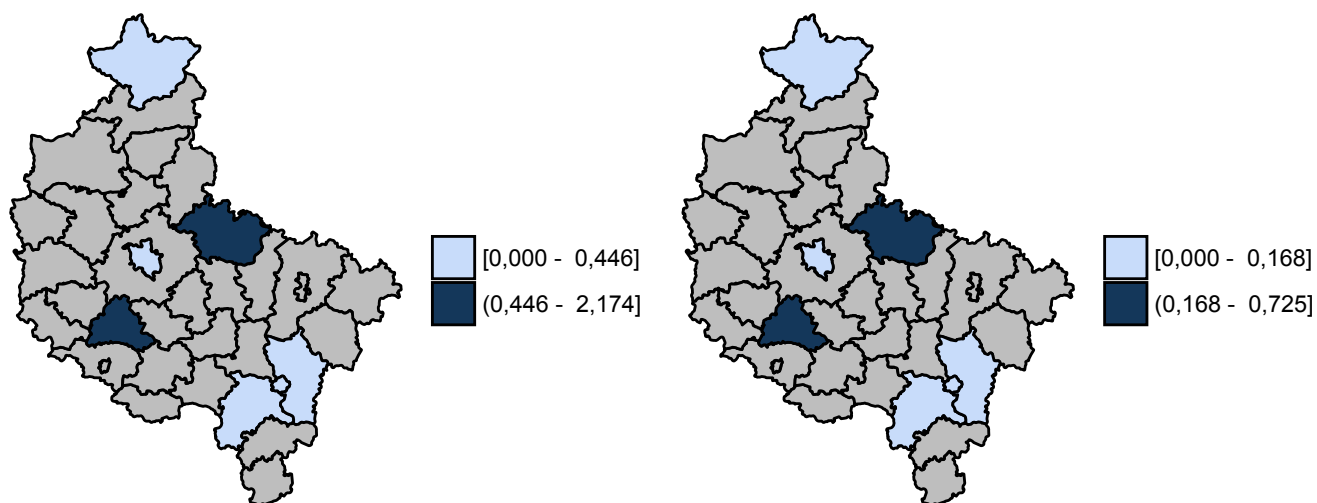 [0,000 - 0,446]
(0,446 - 2,174]
[0,000 - 0,168]
(0,168 - 0,725]